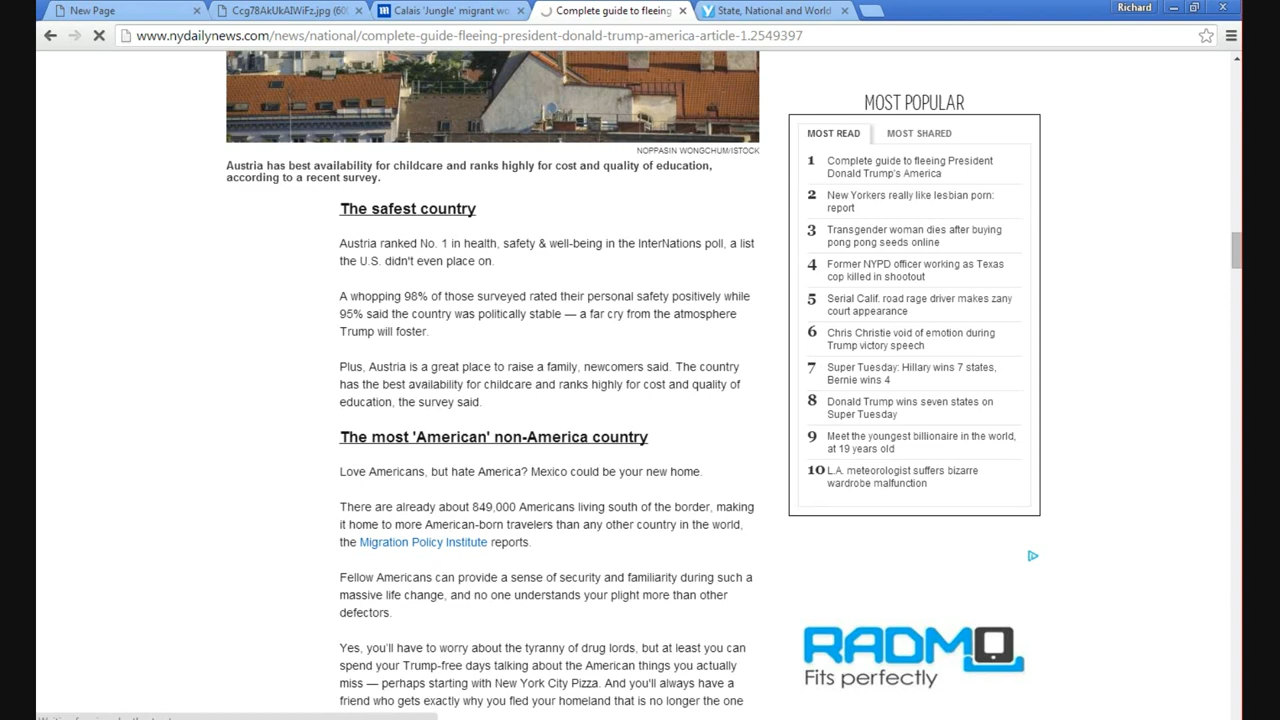 New Page
Ccg78AkUkAIWiFz.jpg (60
Calais 'Jungle' migrant wo
Complete guide to fleeing
State, National and World
Richard
www.nydailynews.com/news/national/complete-guide-fleeing-president-donald-trump-america-article-1.2549397
NOPPASIN WONGCHUM/ISTOCK
Austria has best availability for childcare and ranks highly for cost and quality of education,
according to a recent survey.
The safest country
Austria ranked No. 1 in health, safety & well-being in the InterNations poll, a list
the U.S. didn't even place on.
A whopping 98% of those surveyed rated their personal safety positively while
95% said the country was politically stable — a far cry from the atmosphere
Trump will foster.
Plus, Austria is a great place to raise a family, newcomers said. The country
has the best availability for childcare and ranks highly for cost and quality of
education, the survey said.
The most 'American' non-America country
Love Americans, but hate America? Mexico could be your new home.
There are already about 849,000 Americans living south of the border, making
it home to more American-born travelers than any other country in the world,
the Migration Policy Institute reports.
Fellow Americans can provide a sense of security and familiarity during such a
massive life change, and no one understands your plight more than other
defectors.
Yes, you'll have to worry about the tyranny of drug lords, but at least you can
spend your Trump-free days talking about the American things you actually
miss — perhaps starting with New York City Pizza. And you'll always have a
friend who gets exactly why you fled your homeland that is no longer the one
MOST POPULAR
MOST READ MOST SHARED
1 Complete guide to fleeing President
Donald Trump's America
2 New Yorkers really like lesbian porn:
report
3 Transgender woman dies after buying
pong pong seeds online
4 Former NYPD officer working as Texas
cop killed in shootout
5 Serial Calif. road rage driver makes zany
court appearance
6 Chris Christie void of emotion during
Trump victory speech
7 Super Tuesday: Hillary wins 7 states,
Bernie wins 4
8 Donald Trump wins seven states on
Super Tuesday
9 Meet the youngest billionaire in the world,
at 19 years old
10 L.A. meteorologist suffers bizarre
wardrobe malfunction
RADMO
Fits perfectly